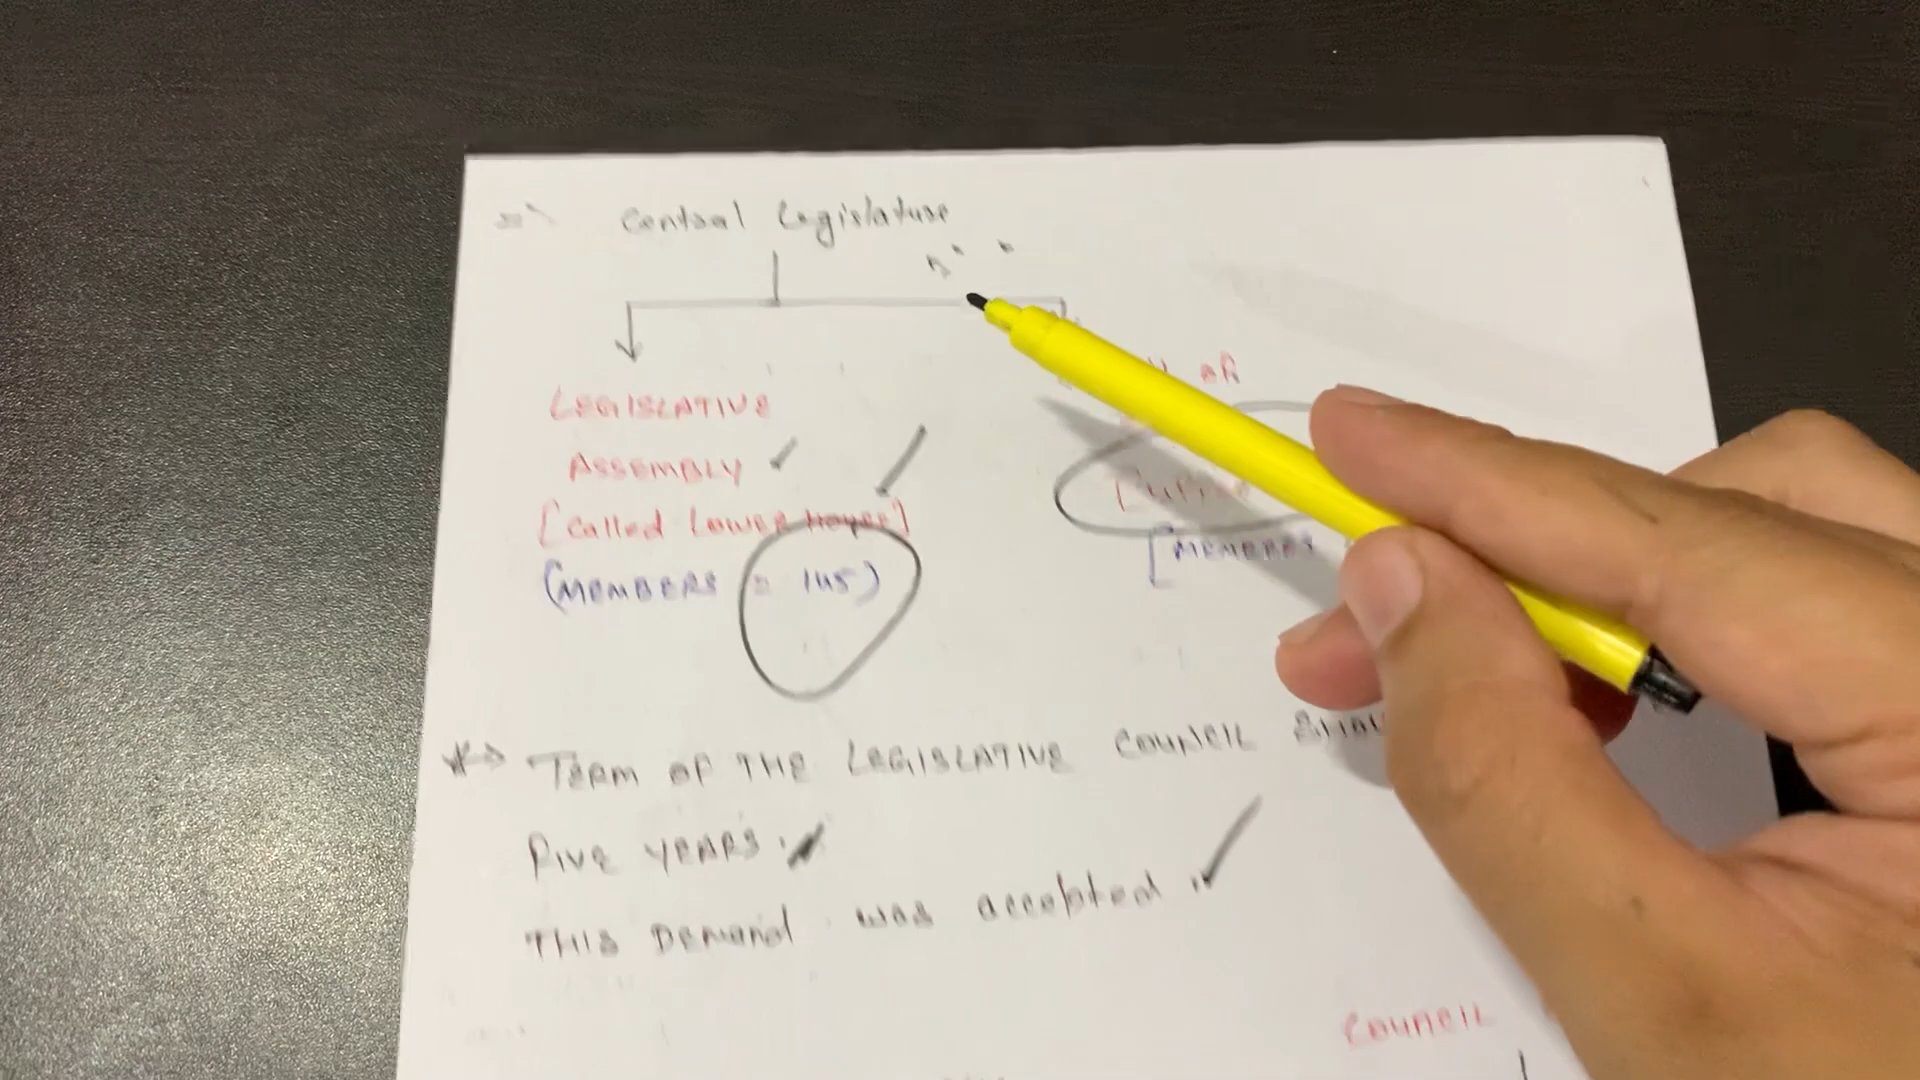 Central Legislature
LEGISLATIVE
ASSEMBLY
[called Lower House]
(MEMBERS = 145)
OR
[MEMBERS
TERM OF THE LEGISLATIVE COUNCIL
FIVE YEARS.
THIS DEMAND was accepted.
COUNCIL